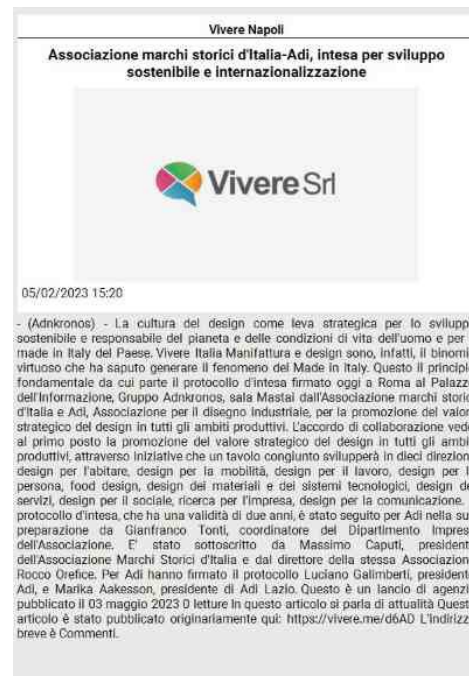 Vivere Napoli
Associazione marchi storici d'Italia-Adi, intesa per sviluppo
sostenibile e internazionalizzazione
Vivere Srl
05/02/2023 15:20
- (Adnkronos) - La cultura del design come leva strategica per lo svilupp
sostenibile e responsabile del pianeta e delle condizioni di vita dell'uomo e per
made in Italy del Paese. Vivere Italia Manifattura e design sono, infatti, il binomi
virtuoso che ha saputo generare il fenomeno del Made in Italy. Questo il principi
fondamentale da cui parte il protocollo d'intesa firmato oggi a Roma al Palazz
dell'Informazione, Gruppo Adnkronos, sala Mastai dall'Associazione marchi storic
d'Italia e Adi, Associazione per il disegno industriale, per la promozione del valor
strategico del design in tutti gli ambiti produttivi. L'accordo di collaborazione ved
al primo posto la promozione del valore strategico del design in tutti gli ambi
produttivi, attraverso iniziative che un tavolo congiunto svilupperà in dieci direzion
design per l'abitare, design per la mobilità, design per il lavoro, design per l
persona, food design, design dei materiali e dei sistemi tecnologici, design de
servizi, design per il sociale, ricerca per l'impresa, design per la comunicazione.
protocollo d'intesa, che ha una validità di due anni, è stato seguito per Adi nella su
preparazione da Gianfranco Tonti, coordinatore del Dipartimento Impres
dell'Associazione. E' stato sottoscritto da Massimo Caputi, president
dell'Associazione Marchi Storici d'Italia e dal direttore della stessa Association
Rocco Orefice. Per Adi hanno firmato il protocollo Luciano Galimberti, president
Adi, e Marika Aakesson, presidente di Adi Lazio. Questo è un lancio di agenzi
pubblicato il 03 maggio 2023 0 letture In questo articolo si parla di attualità Quest
articolo è stato pubblicato originariamente qui: https://vivere.me/d6AD L'indirizz
breve è Commenti.